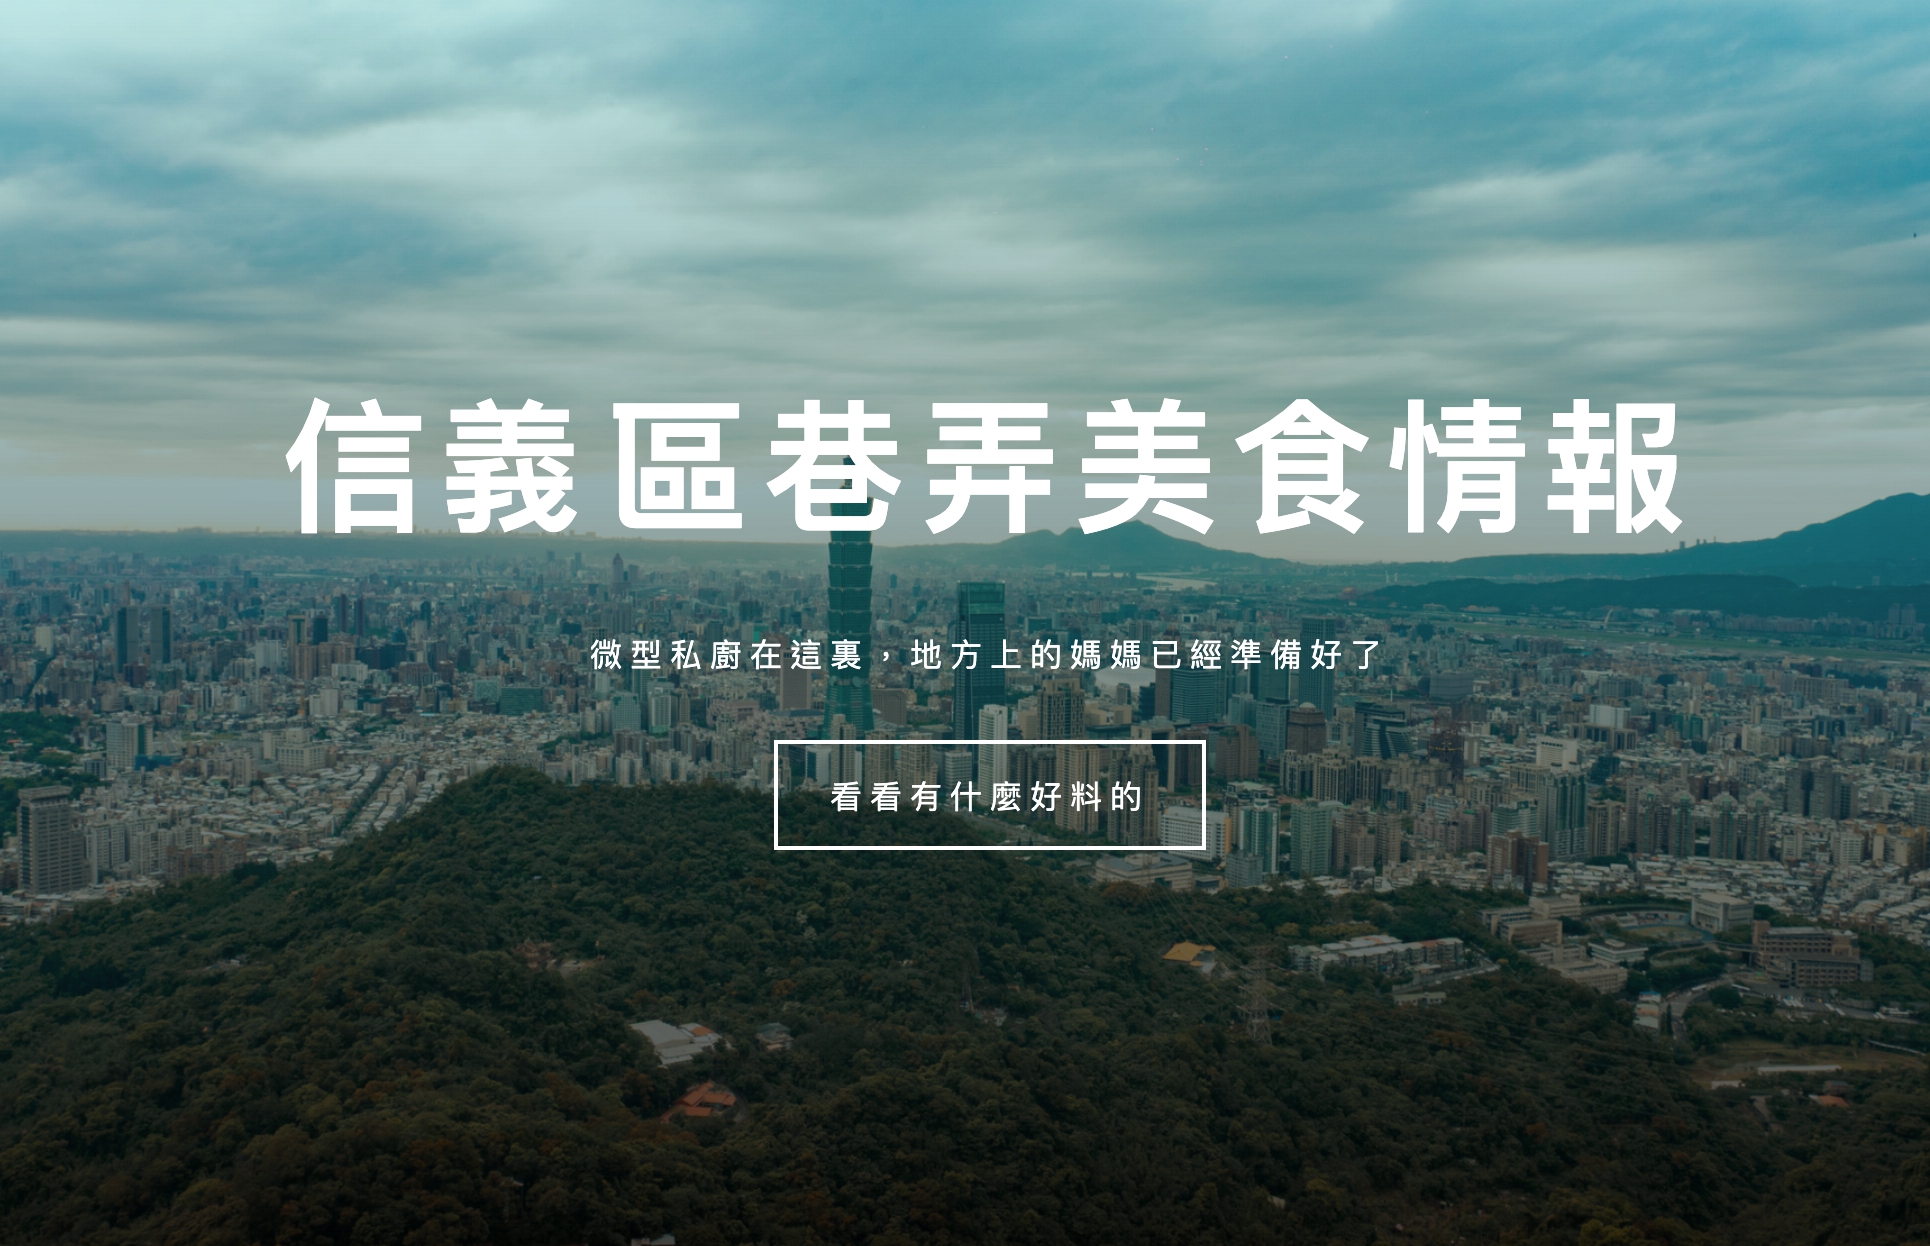 信義區巷弄美食情報
微型私廚在這裏，地方上的媽媽已經準備好了
看看有什麼好料的